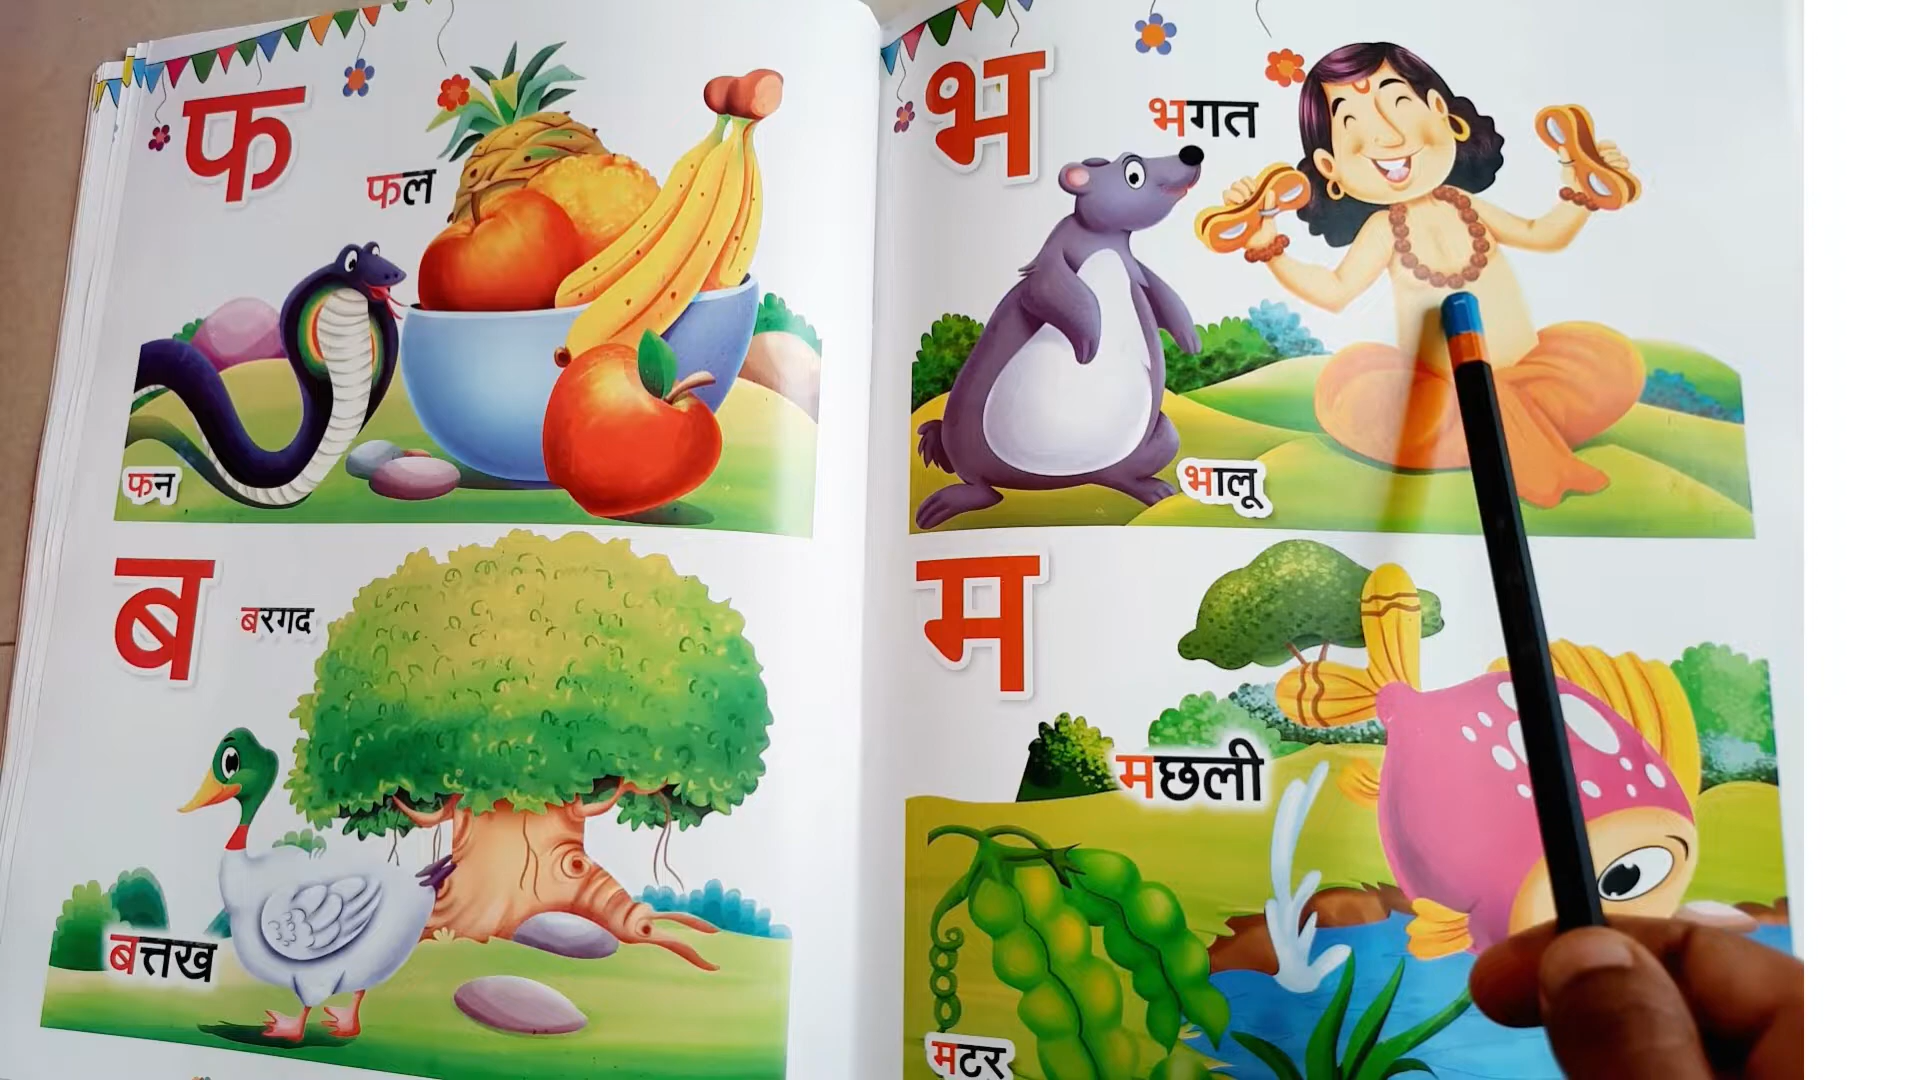 फ
फल
फन
ब
बरगद
बत्तख
भ
भगत
भालू
म
मछली
मटर